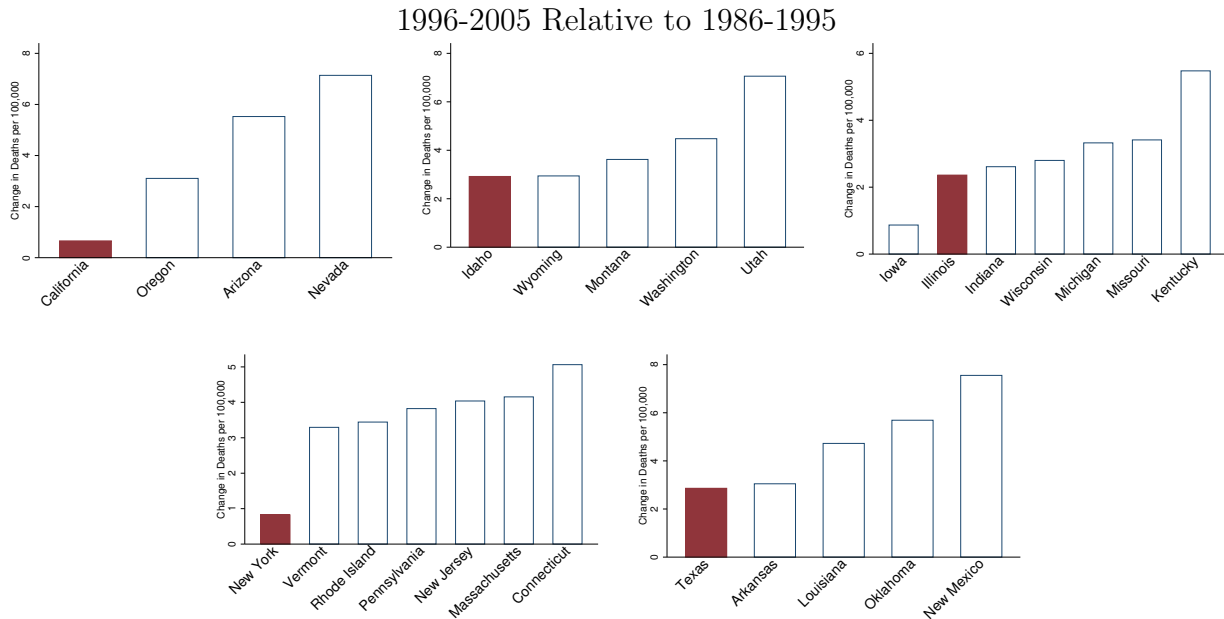 1996-2005 Relative to 1986-1995
Change in Deaths per 100,000
8
6
4
2
0
California
Oregon
Arizona
Nevada
Change in Deaths per 100,000
8
6
4
2
0
Idaho
Wyoming
Montana
Washington
Utah
Change in Deaths per 100,000
6
4
2
0
Iowa
Illinois
Indiana
Wisconsin
Michigan
Missouri
Kentucky
Change in Deaths per 100,000
5
4
3
2
1
0
New York
Vermont
Rhode Island
Pennsylvania
New Jersey
Massachusetts
Connecticut
Change in Deaths per 100,000
8
6
4
2
0
Texas
Arkansas
Louisiana
Oklahoma
New Mexico